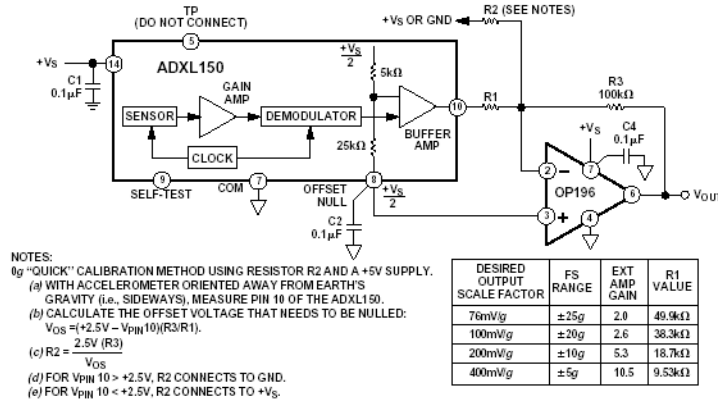 TP
(DO NOT CONNECT)
5
+VS OR GND
R2 (SEE NOTES)
+VS
14
C1
0.1µF
ADXL150
+VS
2
5kΩ
GAIN
AMP
SENSOR
DEMODULATOR
BUFFER
AMP
10
R1
R3
100kΩ
25kΩ
CLOCK
9
SELF-TEST
COM
7
OFFSET
NULL
8
+VS
2
C2
0.1µF
+VS
C4
0.1µF
7
2
−
OP196
6
VOUT
3
+
4
NOTES:
0g "QUICK" CALIBRATION METHOD USING RESISTOR R2 AND A +5V SUPPLY.
(a) WITH ACCELEROMETER ORIENTED AWAY FROM EARTH'S
GRAVITY (i.e., SIDEWAYS), MEASURE PIN 10 OF THE ADXL150.
(b) CALCULATE THE OFFSET VOLTAGE THAT NEEDS TO BE NULLED:
VOS =(+2.5V – VPIN10)(R3/R1).
(c) R2 = 2.5V (R3)
VOS
(d) FOR VPIN 10 > +2.5V, R2 CONNECTS TO GND.
(e) FOR VPIN 10 < +2.5V, R2 CONNECTS TO +VS.
DESIRED OUTPUT SCALE FACTOR FS RANGE EXT AMP GAIN R1 VALUE
76mV/g ±25g 2.0 49.9kΩ
100mV/g ±20g 2.6 38.3kΩ
200mV/g ±10g 5.3 18.7kΩ
400mV/g ±5g 10.5 9.53kΩ